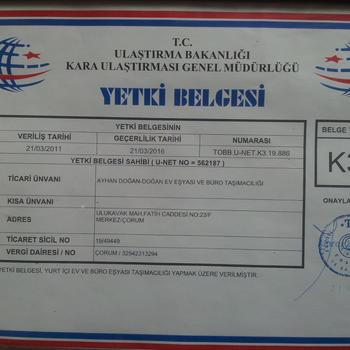 T.C.
ULAŞTIRMA BAKANLIĞI
KARA ULAŞTIRMASI GENEL MÜDÜRLÜĞÜ
YETKİ BELGESİ
YETKİ BELGESİNİN
BELGE
VERİLİŞ TARİHİ GEÇERLİLİK TARİHİ NUMARASI
21/03/2011 21/03/2016 TOBB.U-NET.K3.19.886
K3
YETKİ BELGESİ SAHİBİ ( U-NET NO = 562187 )
TİCARİ ÜNVANI AYHAN DOĞAN-DOĞAN EV EŞYASI VE BÜRO TAŞIMACILIĞI
KISA ÜNVANI -
ONAYLA
ADRES ULUKAVAK MAH.FATİH CADDESİ NO:23/F
MERKEZ/ÇORUM
TİCARET SİCİL NO 19/49449
VERGİ DAİRESİ / NO ÇORUM / 32542313294
YETKİ BELGESİ, YURT İÇİ EV VE BÜRO EŞYASI TAŞIMACILIĞI YAPMAK ÜZERE VERİLMİŞTİR.